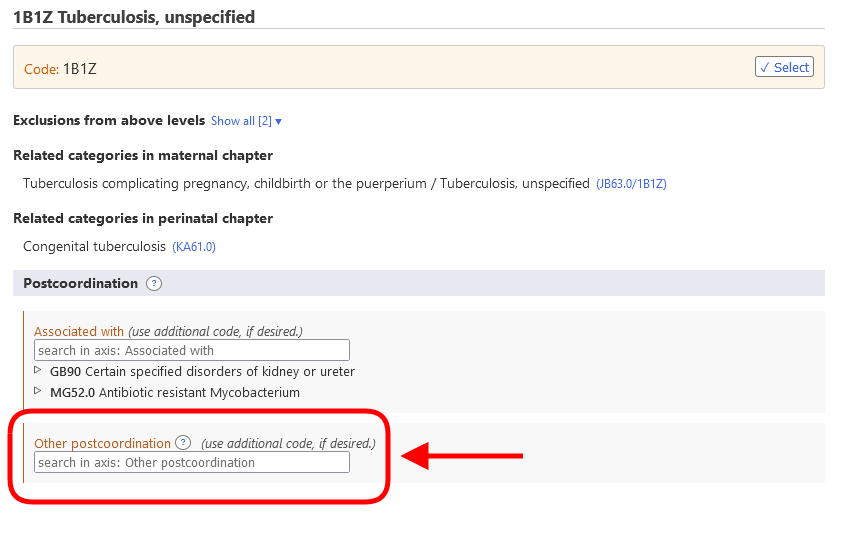 1B1Z Tuberculosis, unspecified
Code: 1B1Z
✓ Select
Exclusions from above levels Show all [2] ▾
Related categories in maternal chapter
Tuberculosis complicating pregnancy, childbirth or the puerperium / Tuberculosis, unspecified (JB63.0/1B1Z)
Related categories in perinatal chapter
Congenital tuberculosis (KA61.0)
Postcoordination ?
Associated with (use additional code, if desired.)
search in axis: Associated with
GB90 Certain specified disorders of kidney or ureter
MG52.0 Antibiotic resistant Mycobacterium
Other postcoordination ? (use additional code, if desired.)
search in axis: Other postcoordination